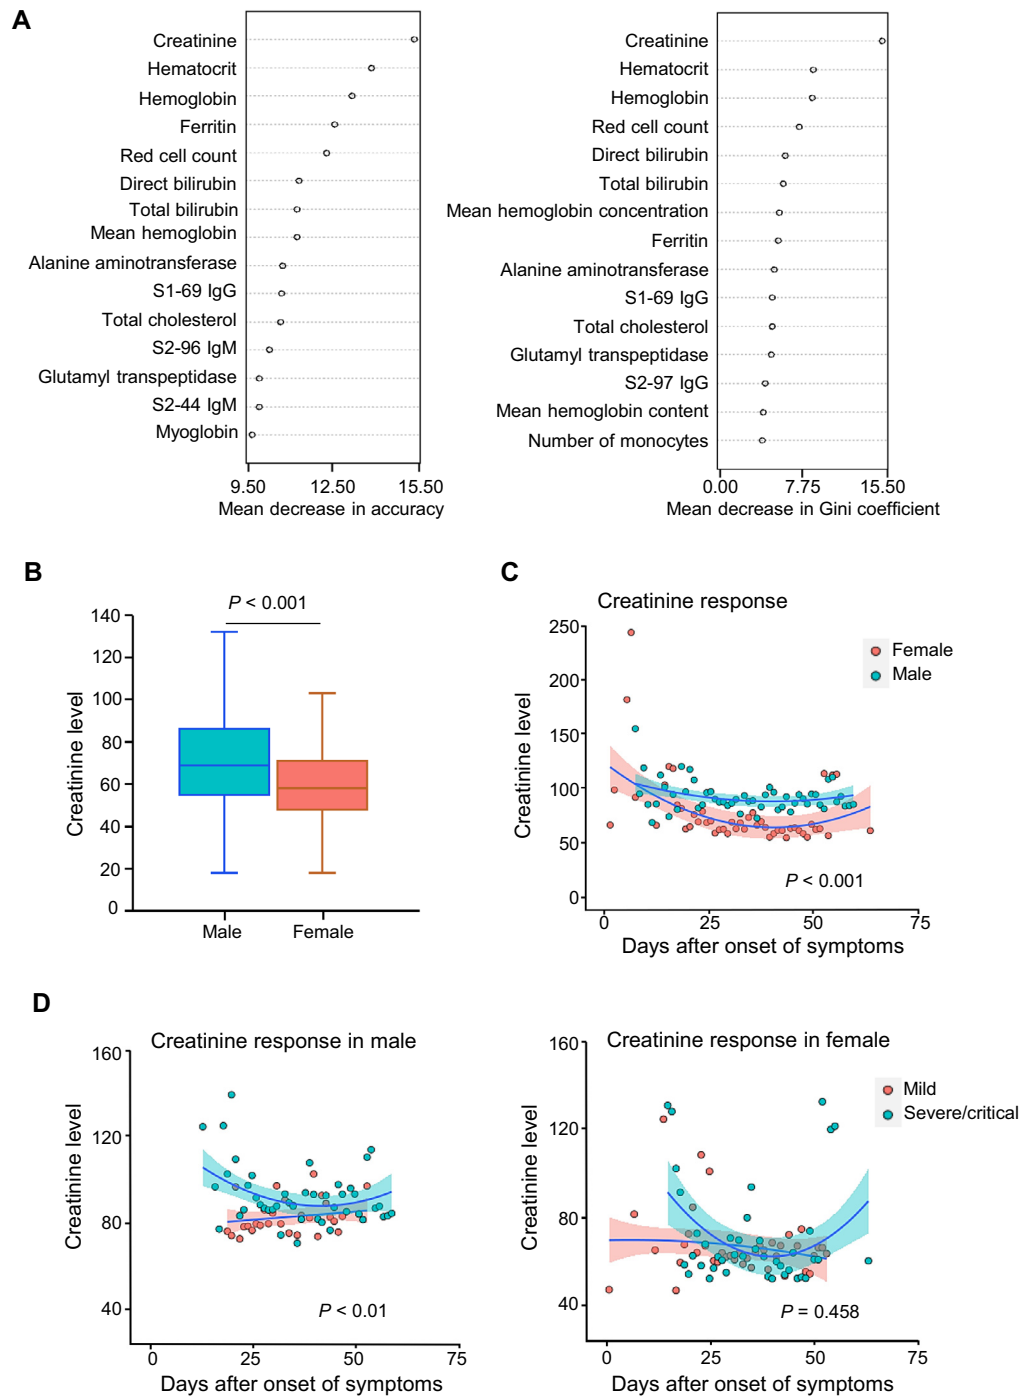 A
Creatinine
Hematocrit
Hemoglobin
Ferritin
Red cell count
Direct bilirubin
Total bilirubin
Mean hemoglobin
Alanine aminotransferase
S1-69 IgG
Total cholesterol
S2-96 IgM
Glutamyl transpeptidase
S2-44 IgM
Myoglobin
9.50 12.50 15.50
Mean decrease in accuracy
Creatinine
Hematocrit
Hemoglobin
Red cell count
Direct bilirubin
Total bilirubin
Mean hemoglobin concentration
Ferritin
Alanine aminotransferase
S1-69 IgG
Total cholesterol
Glutamyl transpeptidase
S2-97 IgG
Mean hemoglobin content
Number of monocytes
0.00 7.75 15.50
Mean decrease in Gini coefficient
B
P < 0.001
140
120
100
80
60
40
20
0
Creatinine level
Male Female
C
Creatinine response
250
200
150
100
50
0
Creatinine level
Female
Male
P < 0.001
0 25 50 75
Days after onset of symptoms
D
Creatinine response in male
160
120
80
40
Creatinine level
P < 0.01
0 25 50 75
Days after onset of symptoms
Creatinine response in female
160
120
80
40
Creatinine level
Mild
Severe/critical
P = 0.458
0 25 50 75
Days after onset of symptoms